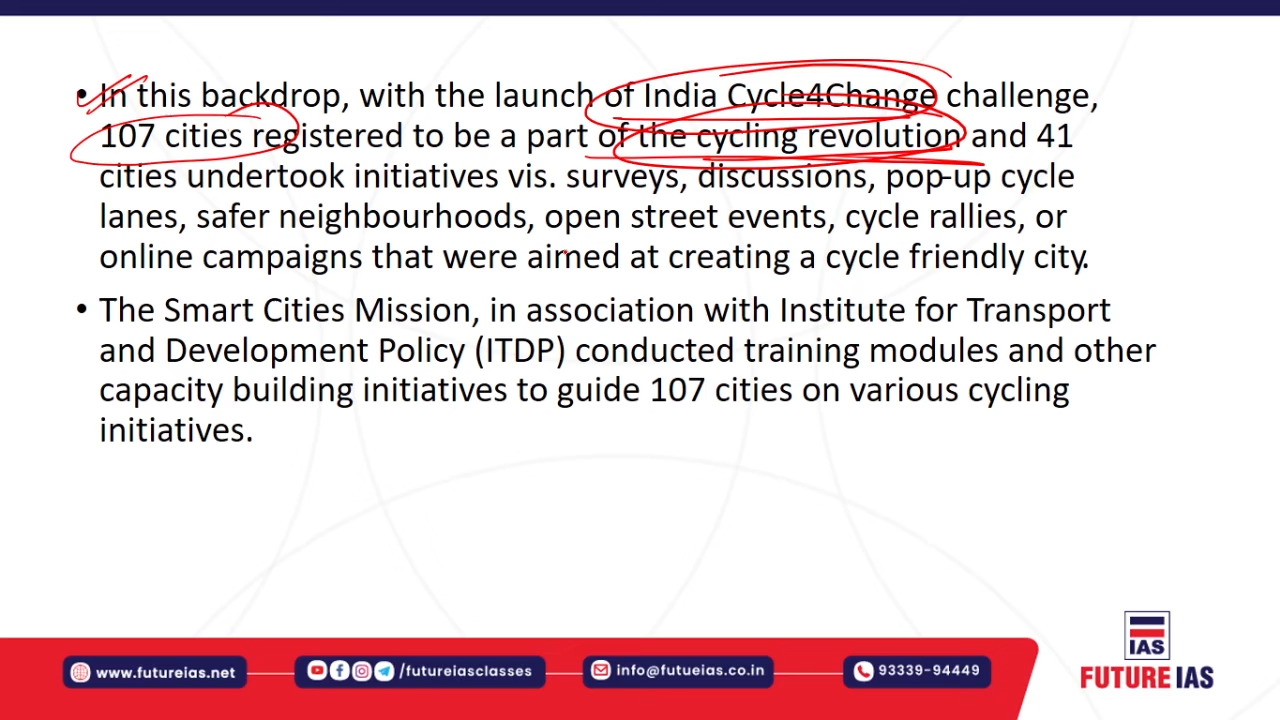 • In this backdrop, with the launch of India Cycle4Change challenge,
107 cities registered to be a part of the cycling revolution and 41
cities undertook initiatives vis. surveys, discussions, pop-up cycle
lanes, safer neighbourhoods, open street events, cycle rallies, or
online campaigns that were aimed at creating a cycle friendly city.
• The Smart Cities Mission, in association with Institute for Transport
and Development Policy (ITDP) conducted training modules and other
capacity building initiatives to guide 107 cities on various cycling
initiatives.
IAS
FUTURE IAS
www.futureias.net
/futureiasclasses
info@futueias.co.in
93339-94449